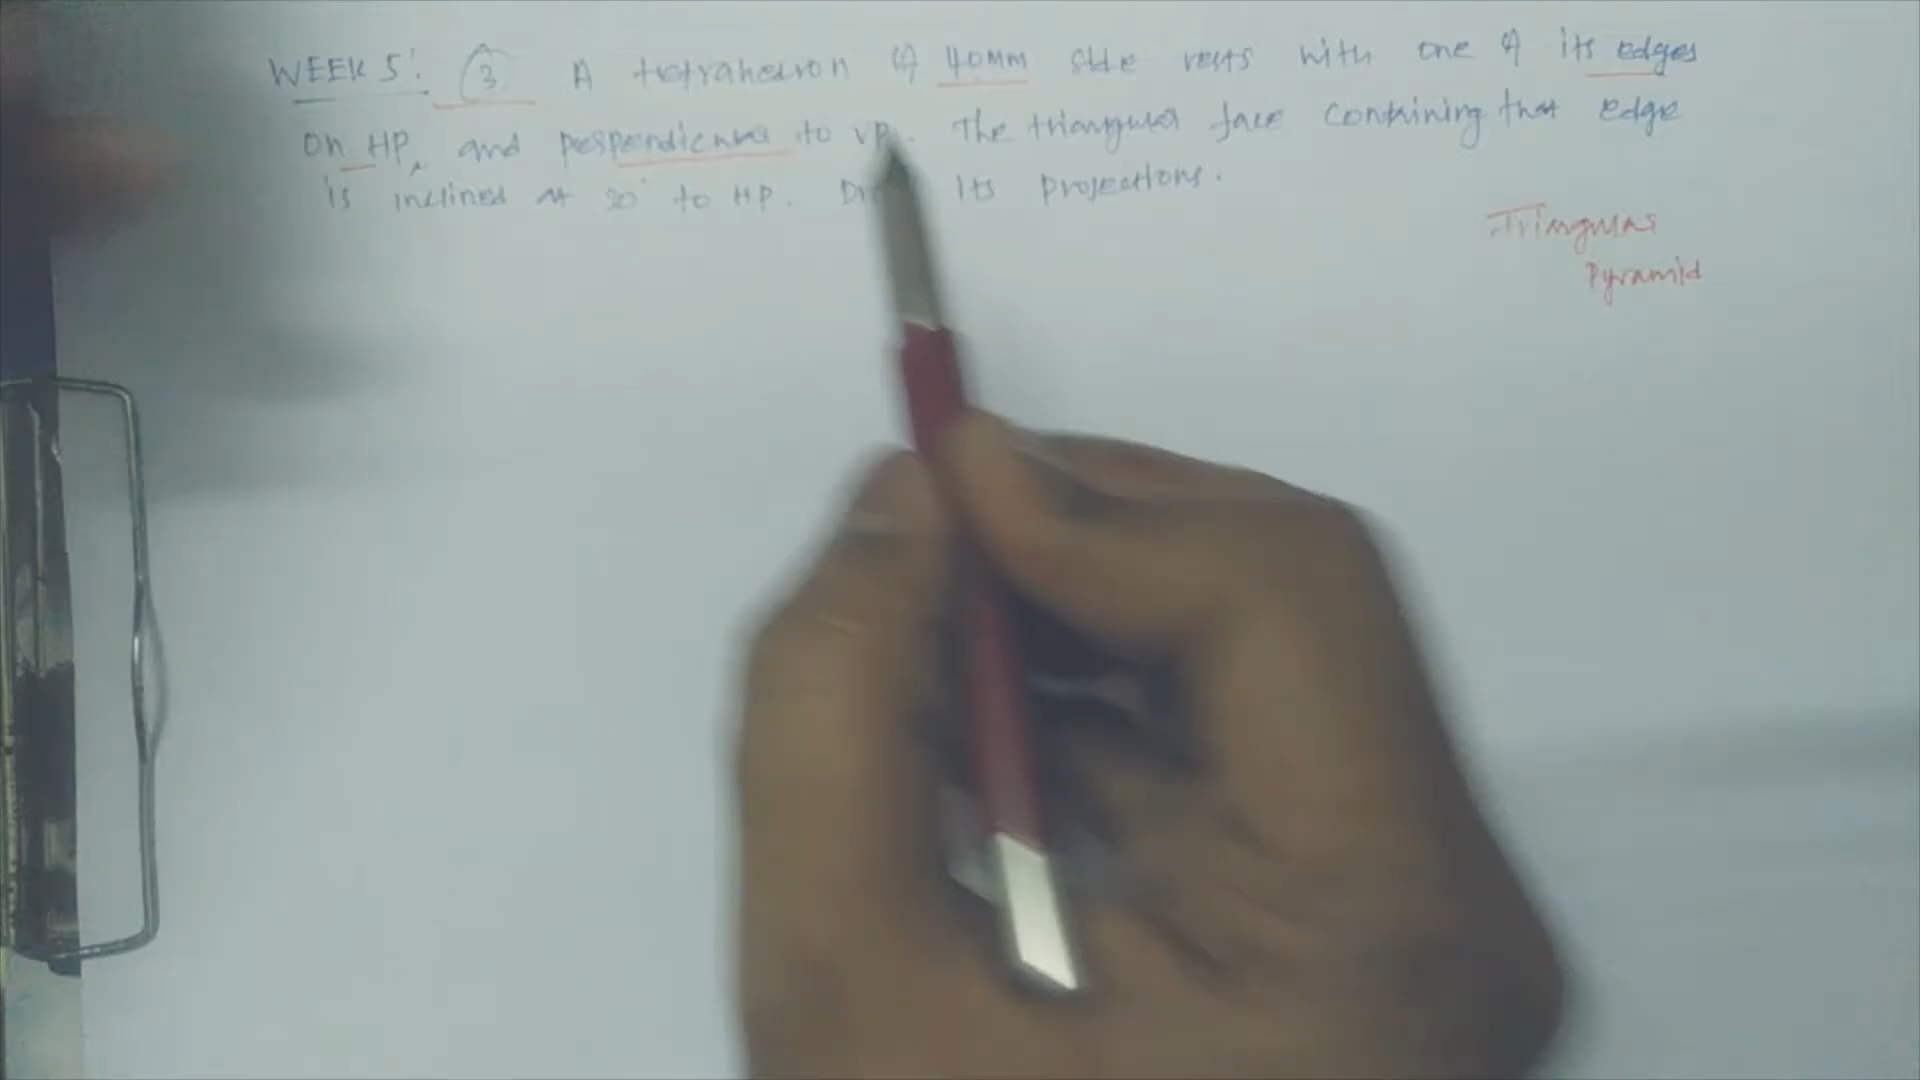 WEEK 5: ③ A tetrahedron of 40MM side rests with one of its edges
on HP, and perpendicular to VP. The triangular face containing that edge
is inclined at to HP. its projections.
Triangular
Pyramid